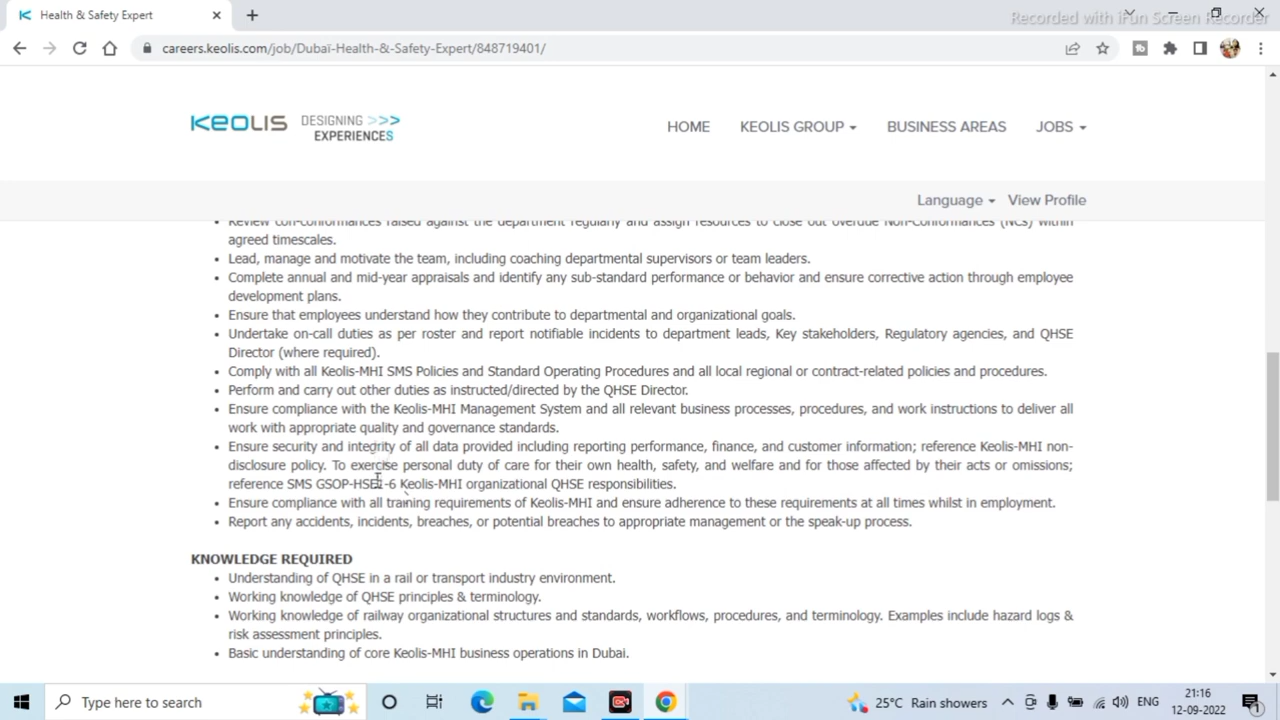 Health & Safety Expert
Recorded with iFun Screen Recorder
careers.keolis.com/job/Dubaï-Health-&-Safety-Expert/848719401/
KEOLIS DESIGNING >>>
EXPERIENCES
HOME KEOLIS GROUP BUSINESS AREAS JOBS
Language View Profile
raised against the department regularly and assign resources to close out overdue Non-Conformances (NCs) within
agreed timescales.
• Lead, manage and motivate the team, including coaching departmental supervisors or team leaders.
• Complete annual and mid-year appraisals and identify any sub-standard performance or behavior and ensure corrective action through employee
development plans.
• Ensure that employees understand how they contribute to departmental and organizational goals.
• Undertake on-call duties as per roster and report notifiable incidents to department leads, Key stakeholders, Regulatory agencies, and QHSE
Director (where required).
• Comply with all Keolis-MHI SMS Policies and Standard Operating Procedures and all local regional or contract-related policies and procedures.
• Perform and carry out other duties as instructed/directed by the QHSE Director.
• Ensure compliance with the Keolis-MHI Management System and all relevant business processes, procedures, and work instructions to deliver all
work with appropriate quality and governance standards.
• Ensure security and integrity of all data provided including reporting performance, finance, and customer information; reference Keolis-MHI non-
disclosure policy. To exercise personal duty of care for their own health, safety, and welfare and for those affected by their acts or omissions;
reference SMS Keolis-MHI organizational QHSE responsibilities.
• Ensure compliance with all training requirements of Keolis-MHI and ensure adherence to these requirements at all times whilst in employment.
• Report any accidents, incidents, breaches, or potential breaches to appropriate management or the speak-up process.
KNOWLEDGE REQUIRED
• Understanding of QHSE in a rail or transport industry environment.
• Working knowledge of QHSE principles & terminology.
• Working knowledge of railway organizational structures and standards, workflows, procedures, and terminology. Examples include hazard logs &
risk assessment principles.
• Basic understanding of core Keolis-MHI business operations in Dubai.
Type here to search
25°C Rain showers
ENG
21:16
12-09-2022
1